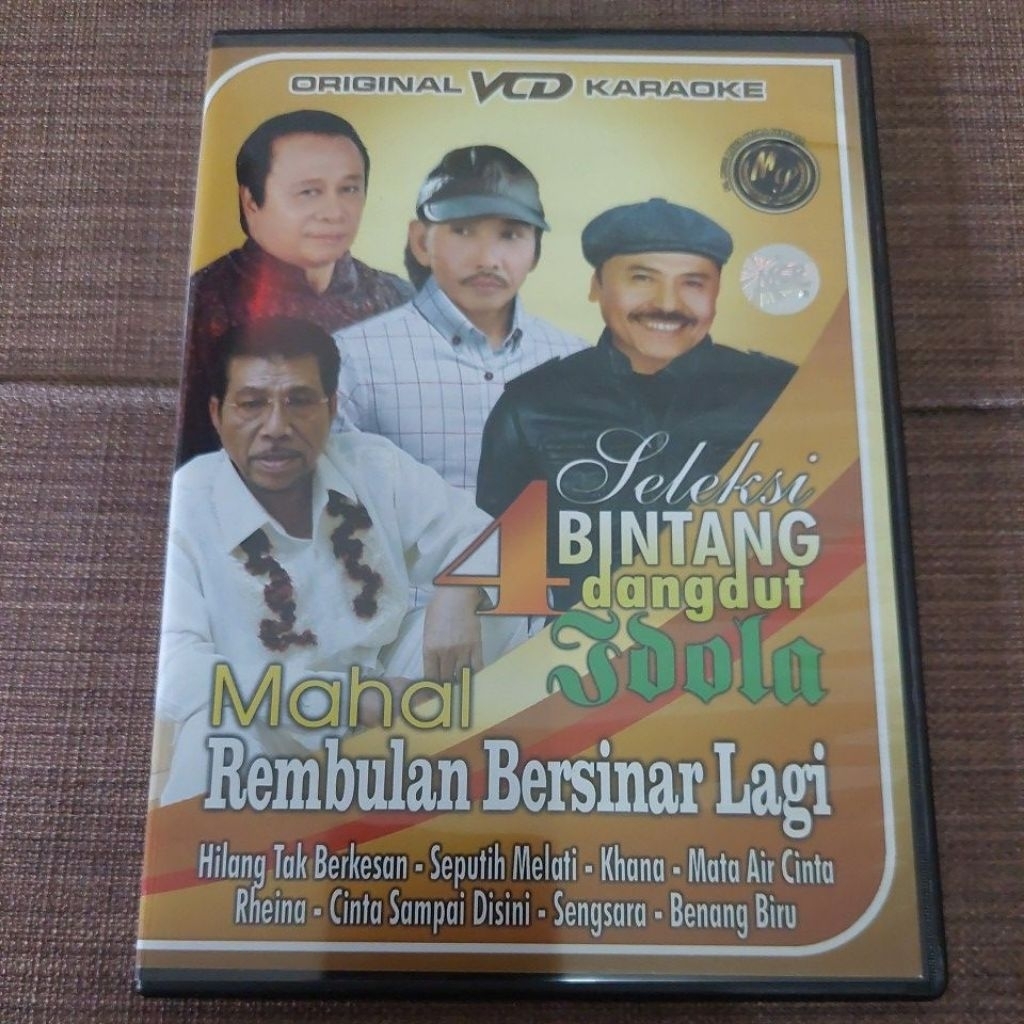 ORIGINAL VCD KARAOKE
Mg
Seleksi
4 BINTANG
dangdut
Idola
Mahal
Rembulan Bersinar Lagi
Hilang Tak Berkesan - Seputih Melati - Khana - Mata Air Cinta
Rheina - Cinta Sampai Disini - Sengsara - Benang Biru